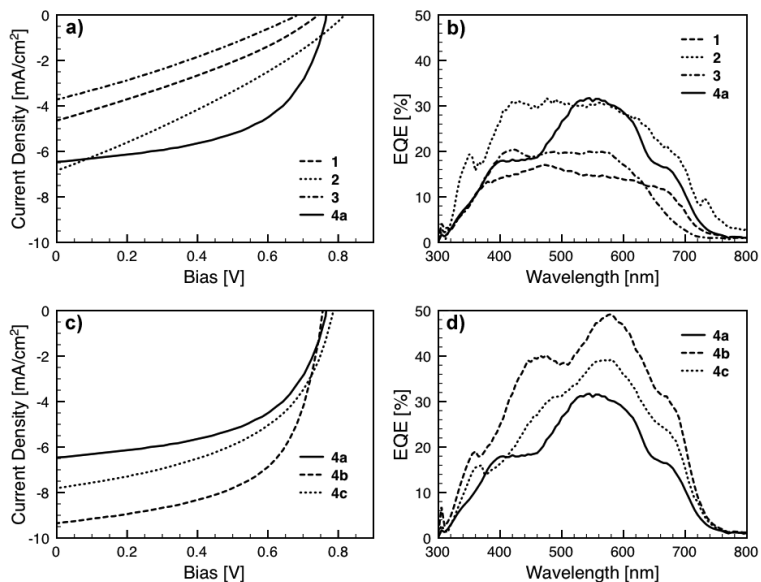 a)
0
-2
-4
-6
-8
-10
Current Density [mA/cm²]
0
0.2
0.4
0.6
0.8
Bias [V]
1
2
3
4a
b)
50
40
30
20
10
0
EQE [%]
300
400
500
600
700
800
Wavelength [nm]
1
2
3
4a
c)
0
-2
-4
-6
-8
-10
Current Density [mA/cm²]
0
0.2
0.4
0.6
0.8
Bias [V]
4a
4b
4c
d)
50
40
30
20
10
0
EQE [%]
300
400
500
600
700
800
Wavelength [nm]
4a
4b
4c